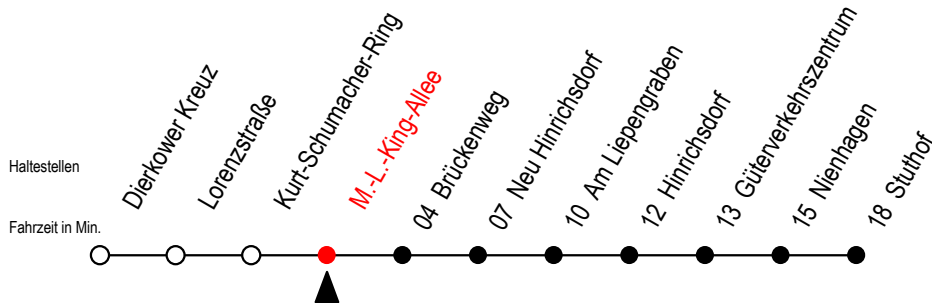 Haltestellen
Fahrzeit in Min.
Dierkower Kreuz
Lorenzstraße
Kurt-Schumacher-Ring
M.-L.-King-Allee
04 Brückenweg
07 Neu Hinrichsdorf
10 Am Liepengraben
12 Hinrichsdorf
13 Güterverkehrszentrum
15 Nienhagen
18 Stuthof